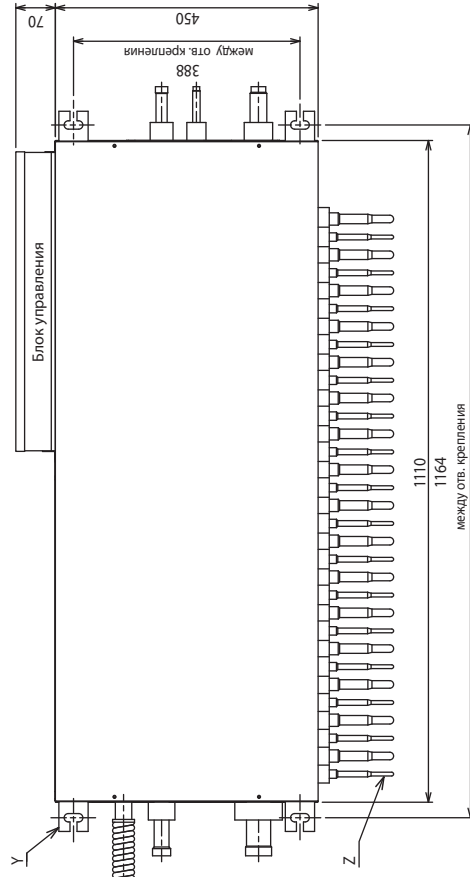 70
450
между отв. крепления
388
Блок управления
1110
1164
между отв. крепления
Y
Z